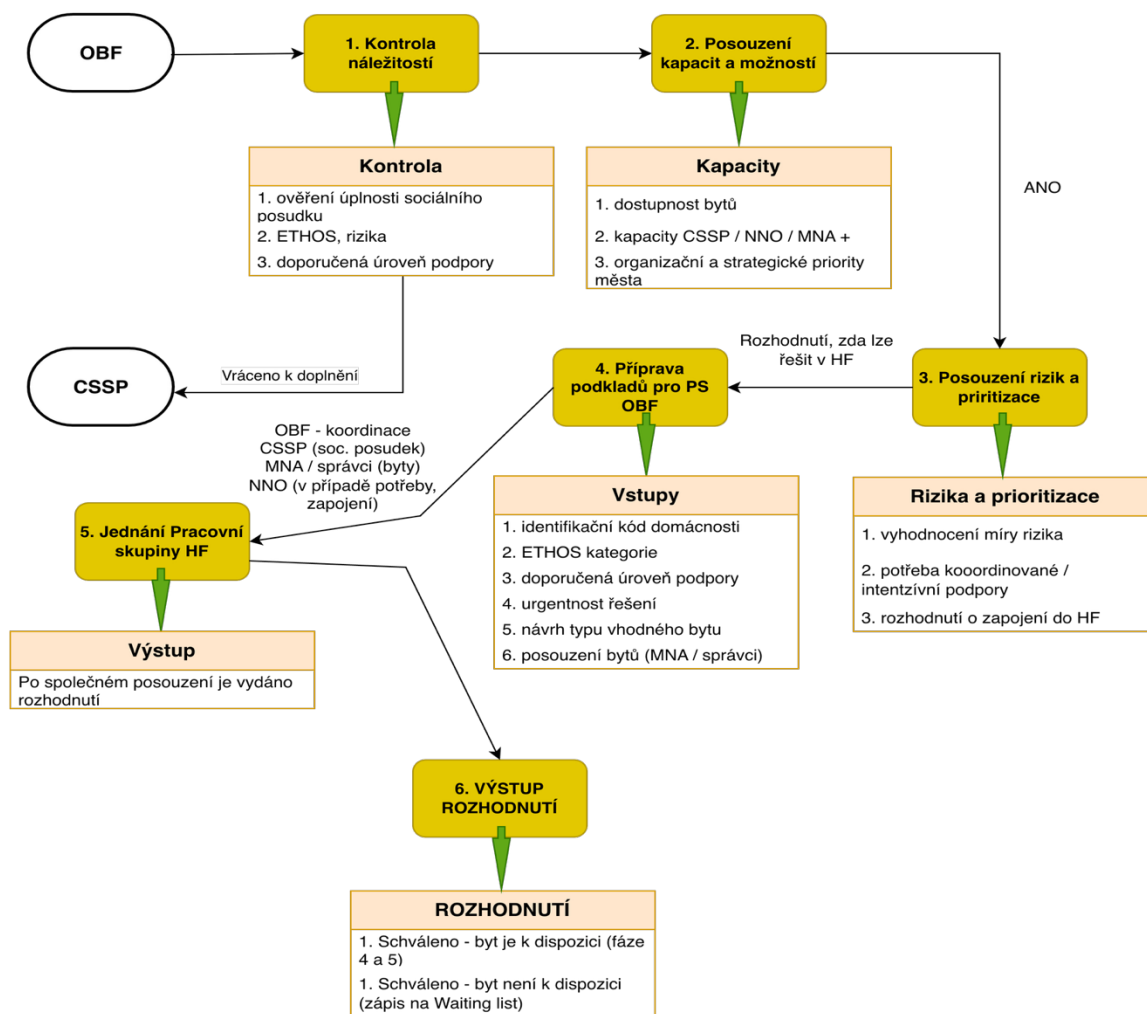 OBF
1. Kontrola
náležitostí
2. Posouzení
kapacit a možností
Kontrola
1. ověření úplnosti sociálního
posudku
2. ETHOS, rizika
3. doporučená úroveň podpory
Kapacity
1. dostupnost bytů
2. kapacity CSSP / NNO / MNA +
3. organizační a strategické priority
města
ANO
CSSP
Vráceno k doplnění
Rozhodnutí, zda lze
řešit v HF
4. Příprava
podkladů pro PS
OBF
3. Posouzení rizik a
priritizace
OBF - koordinace
CSSP (soc. posudek)
MNA / správci (byty)
NNO (v případě potřeby,
zapojení)
Vstupy
1. identifikační kód domácnosti
2. ETHOS kategorie
3. doporučená úroveň podpory
4. urgentnost řešení
5. návrh typu vhodného bytu
6. posouzení bytů (MNA / správci)
Rizika a prioritizace
1. vyhodnocení míry rizika
2. potřeba kooordinované /
intentzívní podpory
3. rozhodnutí o zapojení do HF
5. Jednání Pracovní
skupiny HF
Výstup
Po společném posouzení je vydáno
rozhodnutí
6. VÝSTUP
ROZHODNUTÍ
ROZHODNUTÍ
1. Schváleno - byt je k dispozici (fáze
4 a 5)
1. Schváleno - byt není k dispozici
(zápis na Waiting list)